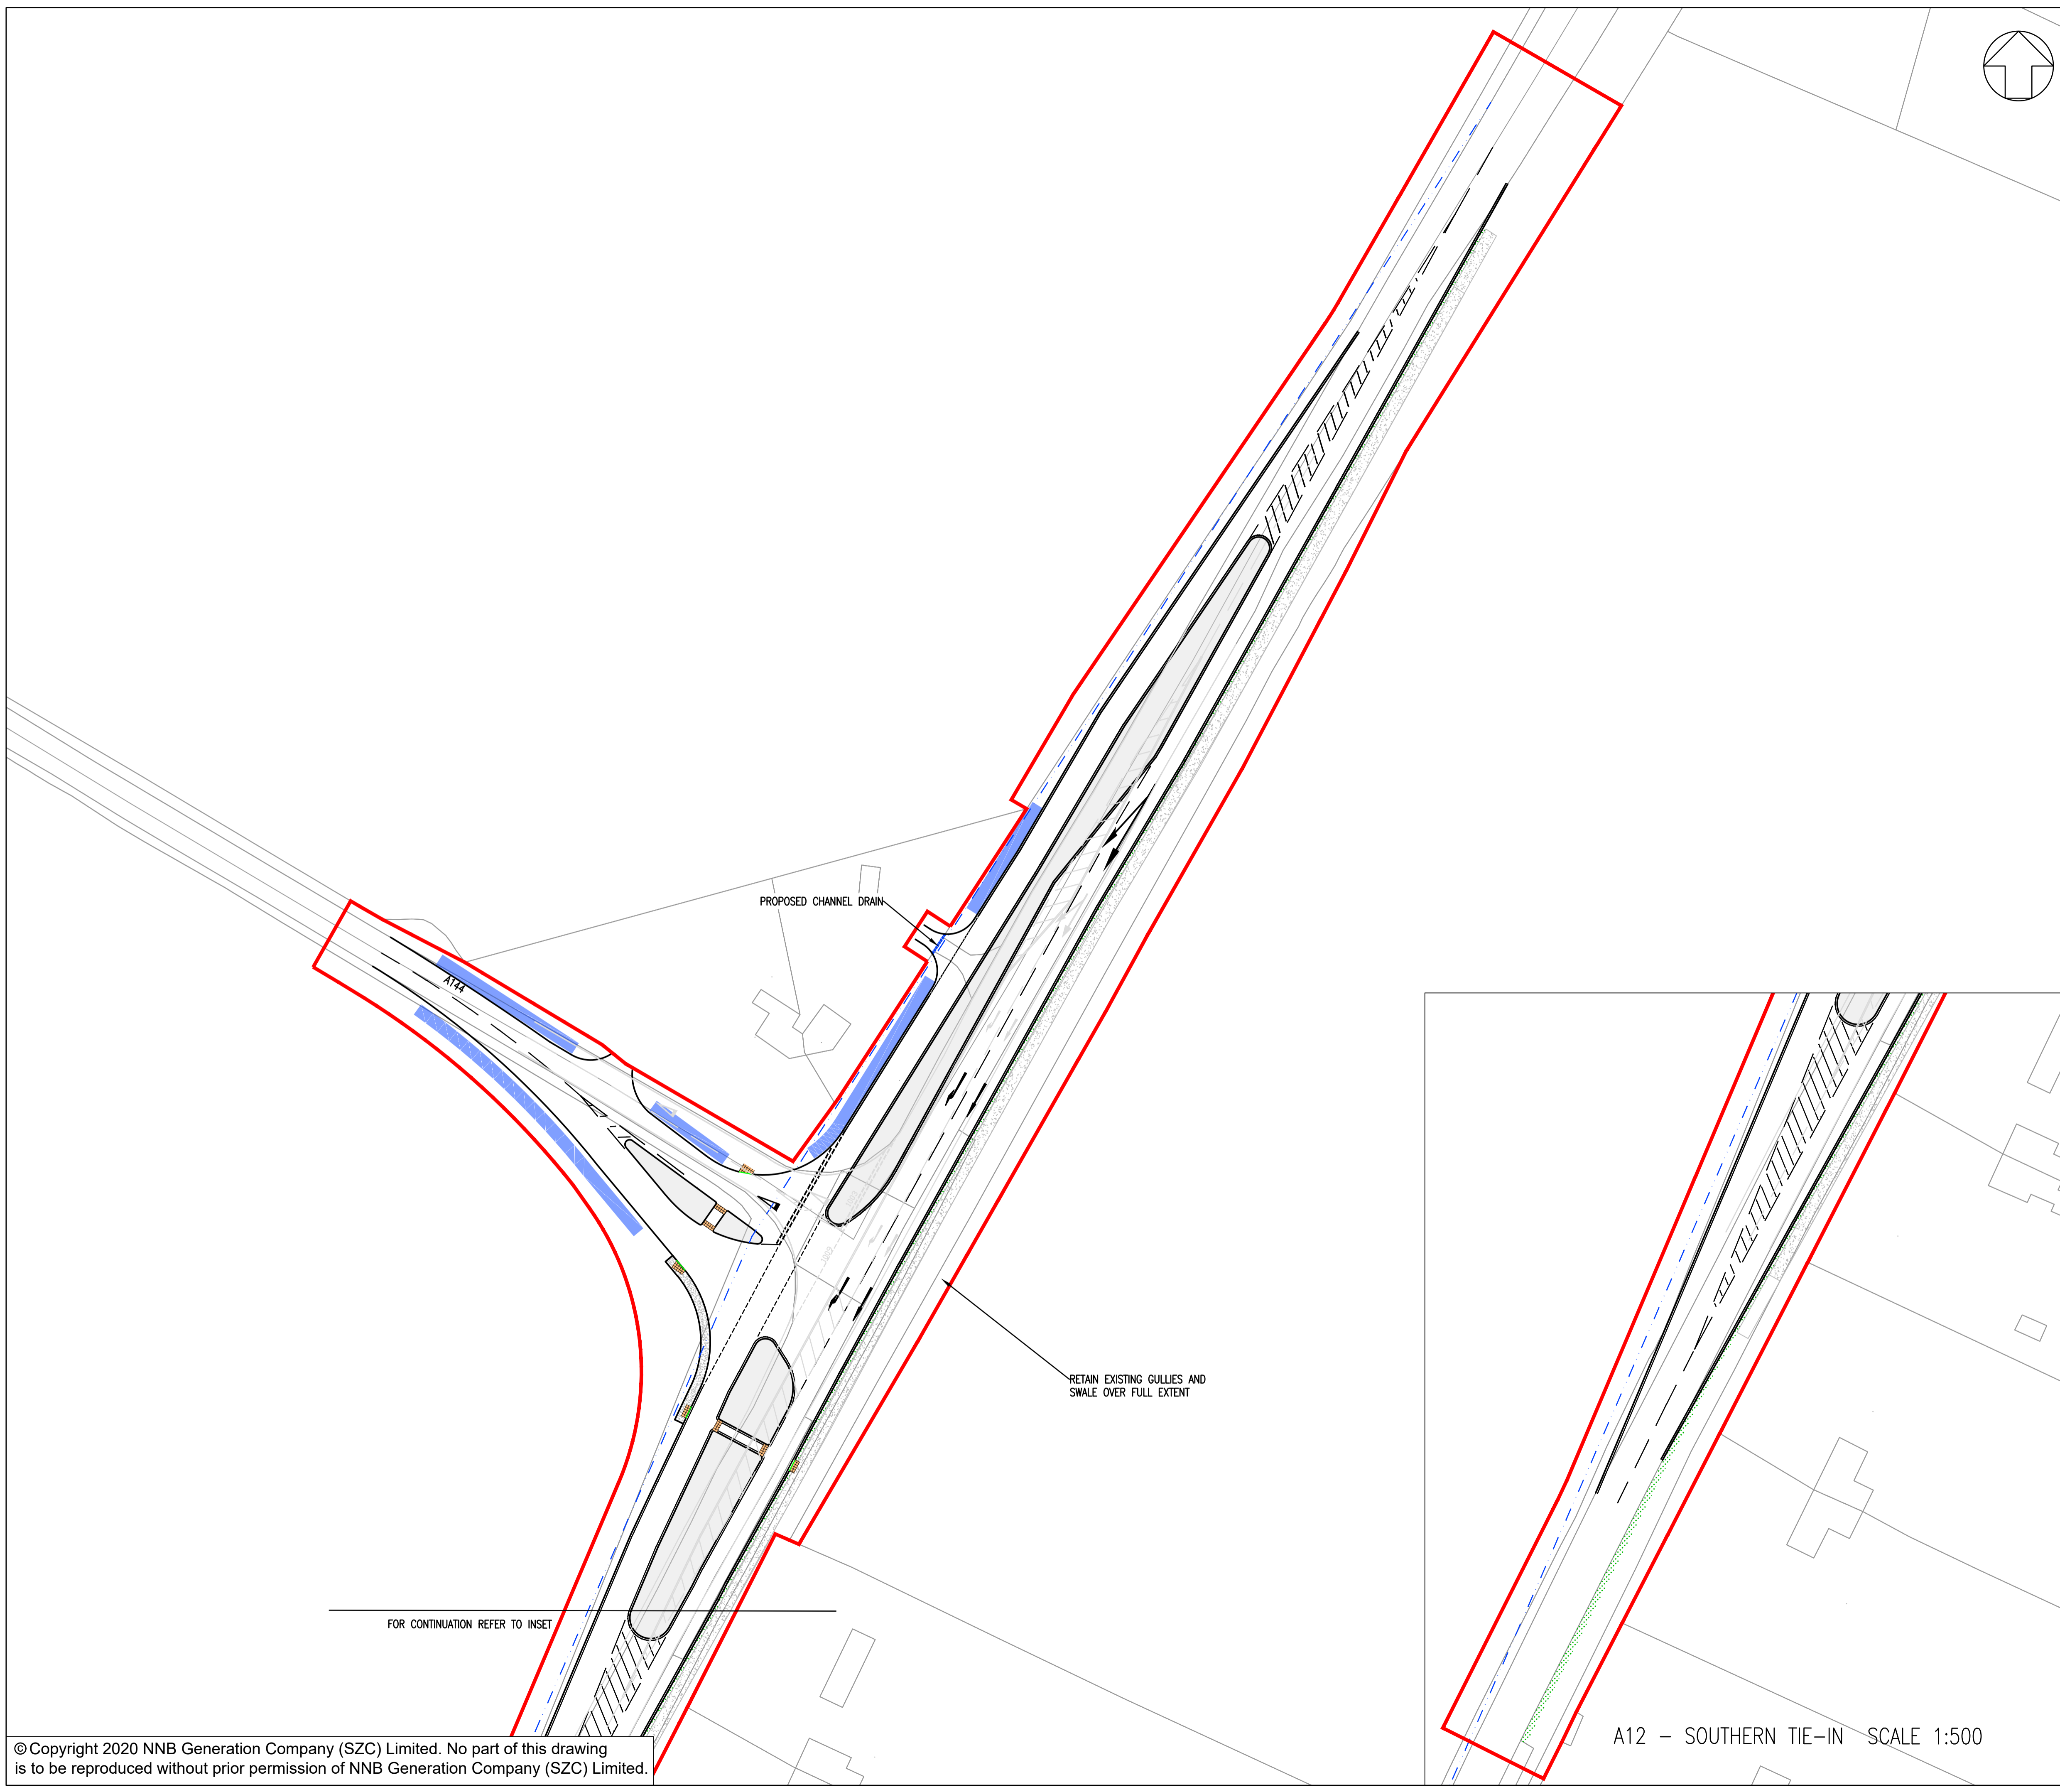 PROPOSED CHANNEL DRAIN
A144
RETAIN EXISTING GULLIES AND
SWALE OVER FULL EXTENT
FOR CONTINUATION REFER TO INSET
A12 – SOUTHERN TIE–IN SCALE 1:500
© Copyright 2020 NNB Generation Company (SZC) Limited. No part of this drawing
is to be reproduced without prior permission of NNB Generation Company (SZC) Limited.